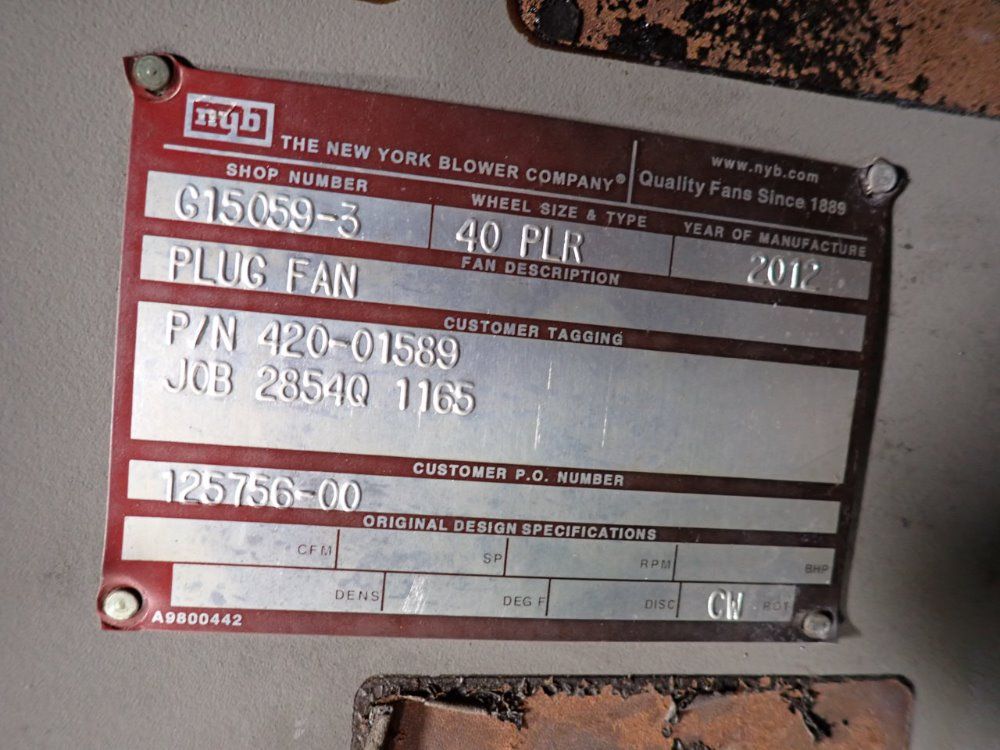 nyb
THE NEW YORK BLOWER COMPANY®
www.nyb.com
Quality Fans Since 1889
SHOP NUMBER
WHEEL SIZE & TYPE
YEAR OF MANUFACTURE
G15059-3
40 PLR
2012
FAN DESCRIPTION
PLUG FAN
CUSTOMER TAGGING
P/N 420-01589
JOB 2854Q 1165
CUSTOMER P.O. NUMBER
125756-00
ORIGINAL DESIGN SPECIFICATIONS
CFM
SP
RPM
BHP
DENS
DEG F
DISC
CW ROT
A9800442